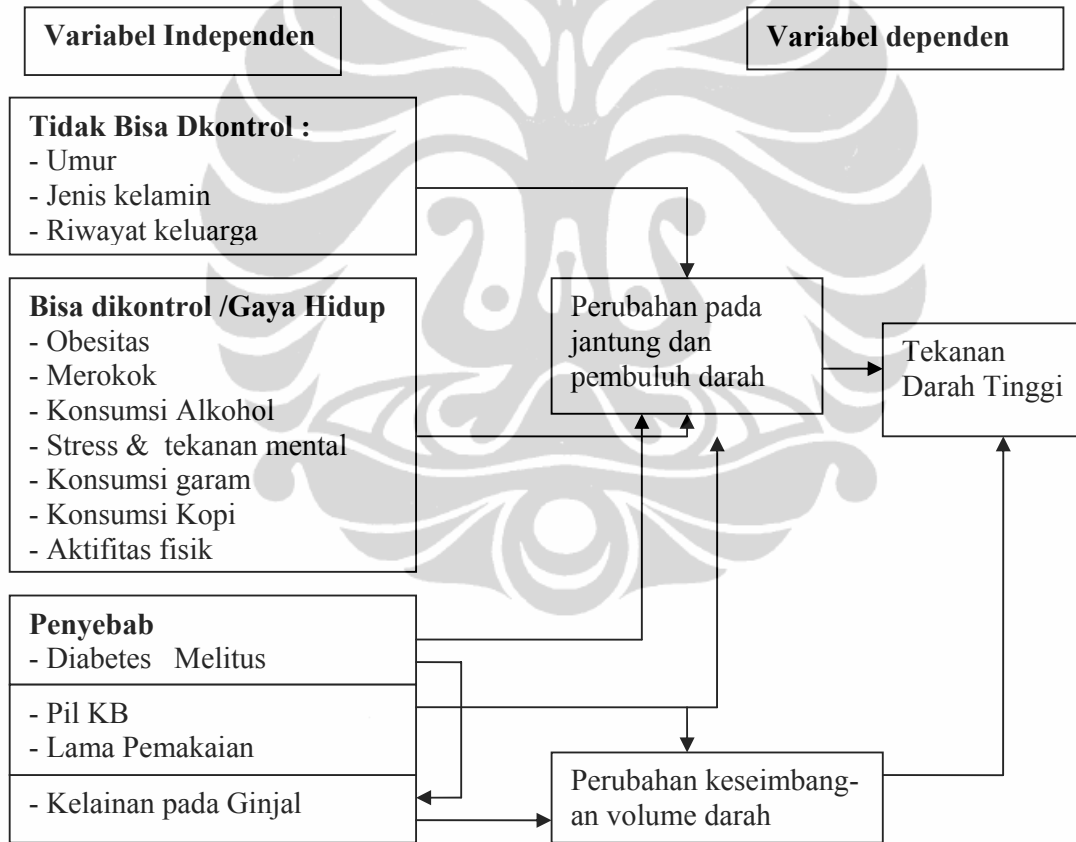 Variabel Independen
Variabel dependen
Tidak Bisa Dkontrol :
- Umur
- Jenis kelamin
- Riwayat keluarga
Bisa dikontrol /Gaya Hidup
- Obesitas
- Merokok
- Konsumsi Alkohol
- Stress & tekanan mental
- Konsumsi garam
- Konsumsi Kopi
- Aktifitas fisik
Perubahan pada
jantung dan
pembuluh darah
Tekanan
Darah Tinggi
Penyebab
- Diabetes Melitus
- Pil KB
- Lama Pemakaian
- Kelainan pada Ginjal
Perubahan keseimbang-
an volume darah